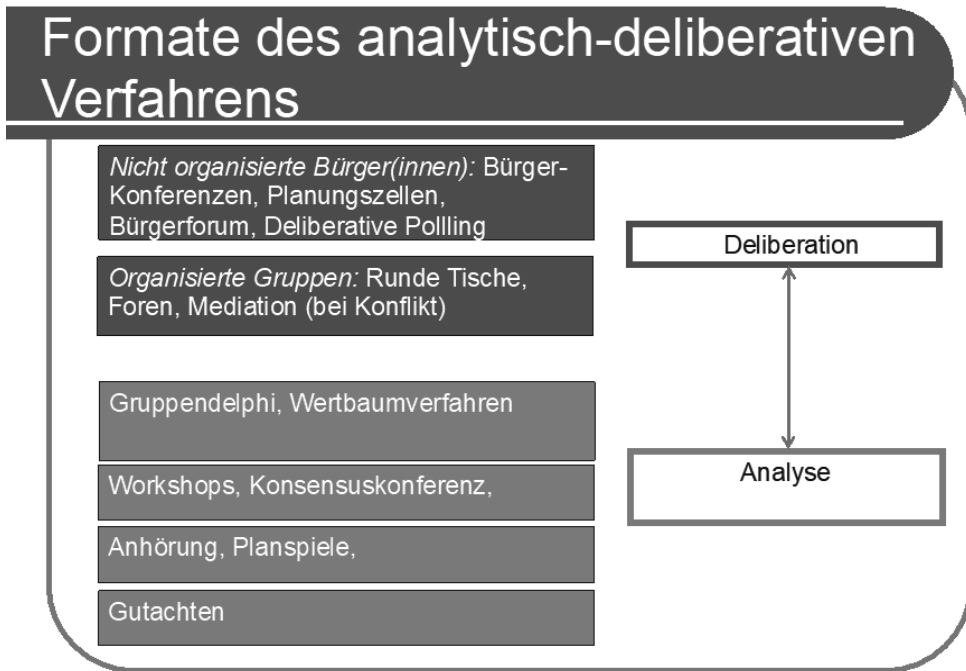 Formate des analytisch-deliberativen
Verfahrens
Nicht organisierte Bürger(innen): Bürger-
Konferenzen, Planungszellen,
Bürgerforum, Deliberative Pollling
Organisierte Gruppen: Runde Tische,
Foren, Mediation (bei Konflikt)
Gruppendelphi, Wertbaumverfahren
Workshops, Konsensuskonferenz,
Anhörung, Planspiele,
Gutachten
Deliberation
Analyse